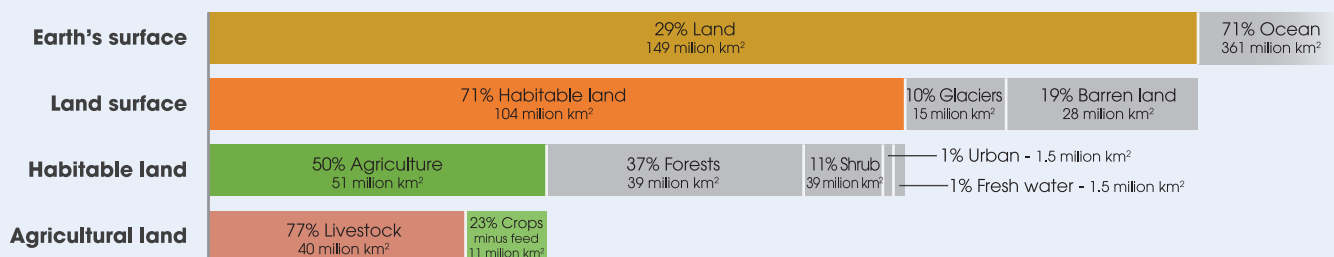 Earth's surface
29% Land
149 milion km²
71% Ocean
361 milion km²
Land surface
71% Habitable land
104 milion km²
10% Glaciers
15 milion km²
19% Barren land
28 milion km²
Habitable land
50% Agriculture
51 milion km²
37% Forests
39 milion km²
11% Shrub
39 milion km²
1% Urban - 1.5 milion km²
1% Fresh water - 1.5 milion km²
Agricultural land
77% Livestock
40 milion km²
23% Crops
minus feed
11 milion km²